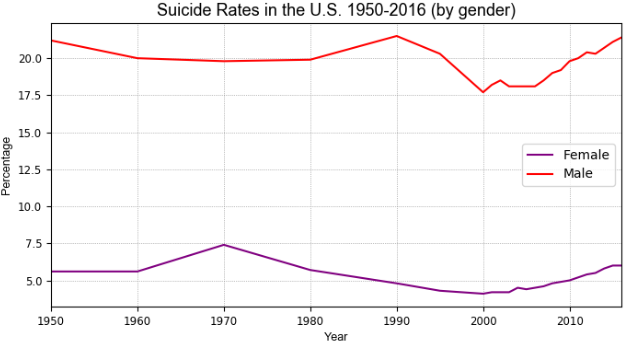 Suicide Rates in the U.S. 1950-2016 (by gender)
20.0
17.5
15.0
12.5
10.0
7.5
5.0
Percentage
Female
Male
1950 1960 1970 1980 1990 2000 2010
Year